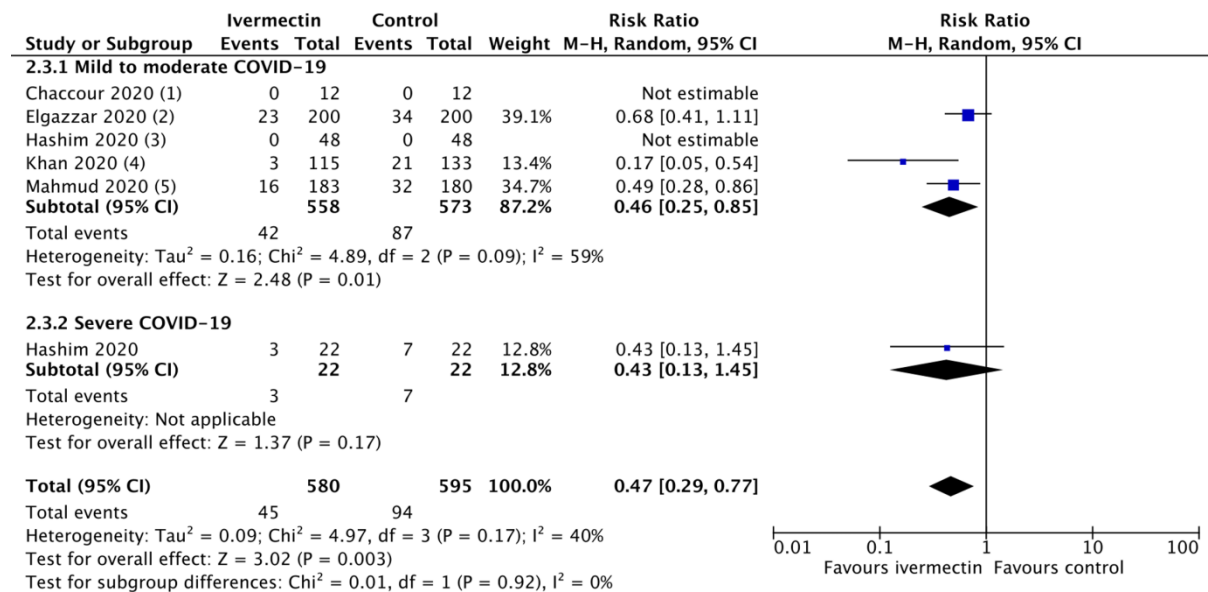 Ivermectin Control Risk Ratio Risk Ratio
Study or Subgroup Events Total Events Total Weight M-H, Random, 95% CI M-H, Random, 95% CI
2.3.1 Mild to moderate COVID-19
Chaccour 2020 (1) 0 12 0 12 Not estimable
Elgazzar 2020 (2) 23 200 34 200 39.1% 0.68 [0.41, 1.11]
Hashim 2020 (3) 0 48 0 48 Not estimable
Khan 2020 (4) 3 115 21 133 13.4% 0.17 [0.05, 0.54]
Mahmud 2020 (5) 16 183 32 180 34.7% 0.49 [0.28, 0.86]
Subtotal (95% CI) 558 573 87.2% 0.46 [0.25, 0.85]
Total events 42 87
Heterogeneity: Tau² = 0.16; Chi² = 4.89, df = 2 (P = 0.09); I² = 59%
Test for overall effect: Z = 2.48 (P = 0.01)
2.3.2 Severe COVID-19
Hashim 2020 3 22 7 22 12.8% 0.43 [0.13, 1.45]
Subtotal (95% CI) 22 22 12.8% 0.43 [0.13, 1.45]
Total events 3 7
Heterogeneity: Not applicable
Test for overall effect: Z = 1.37 (P = 0.17)
Total (95% CI) 580 595 100.0% 0.47 [0.29, 0.77]
Total events 45 94
Heterogeneity: Tau² = 0.09; Chi² = 4.97, df = 3 (P = 0.17); I² = 40%
Test for overall effect: Z = 3.02 (P = 0.003)
Test for subgroup differences: Chi² = 0.01, df = 1 (P = 0.92), I² = 0%
0.01 0.1 1 10 100
Favours ivermectin Favours control